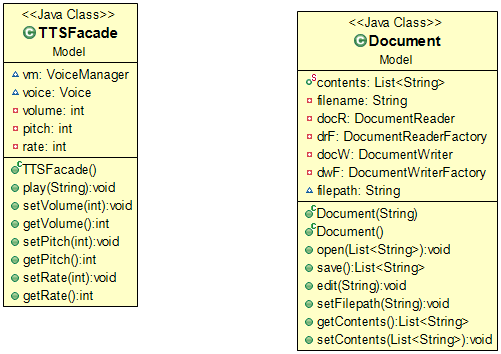 <<Java Class>>
TTSFacade
Model
vm: VoiceManager
voice: Voice
volume: int
pitch: int
rate: int
TTSFacade()
play(String):void
setVolume(int):void
getVolume():int
setPitch(int):void
getPitch():int
setRate(int):void
getRate():int
<<Java Class>>
Document
Model
contents: List<String>
filename: String
docR: DocumentReader
drF: DocumentReaderFactory
docW: DocumentWriter
dwF: DocumentWriterFactory
filepath: String
Document(String)
Document()
open(List<String>):void
save():List<String>
edit(String):void
setFilepath(String):void
getContents():List<String>
setContents(List<String>):void